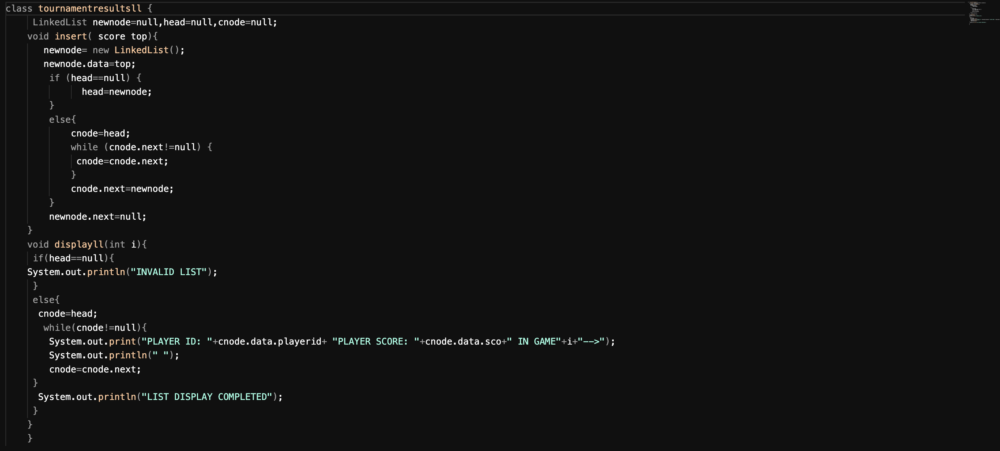 class tournamentresultsll {
LinkedList newnode=null,head=null,cnode=null;
void insert( score top){
newnode= new LinkedList();
newnode.data=top;
if (head==null) {
head=newnode;
}
else{
cnode=head;
while (cnode.next!=null) {
cnode=cnode.next;
}
cnode.next=newnode;
}
newnode.next=null;
}
void displayll(int i){
if(head==null){
System.out.println("INVALID LIST");
}
else{
cnode=head;
while(cnode!=null){
System.out.print("PLAYER ID: "+cnode.data.playerid+ "PLAYER SCORE: "+cnode.data.sco+" IN GAME"+i+"-->");
System.out.println(" ");
cnode=cnode.next;
}
System.out.println("LIST DISPLAY COMPLETED");
}
}
}